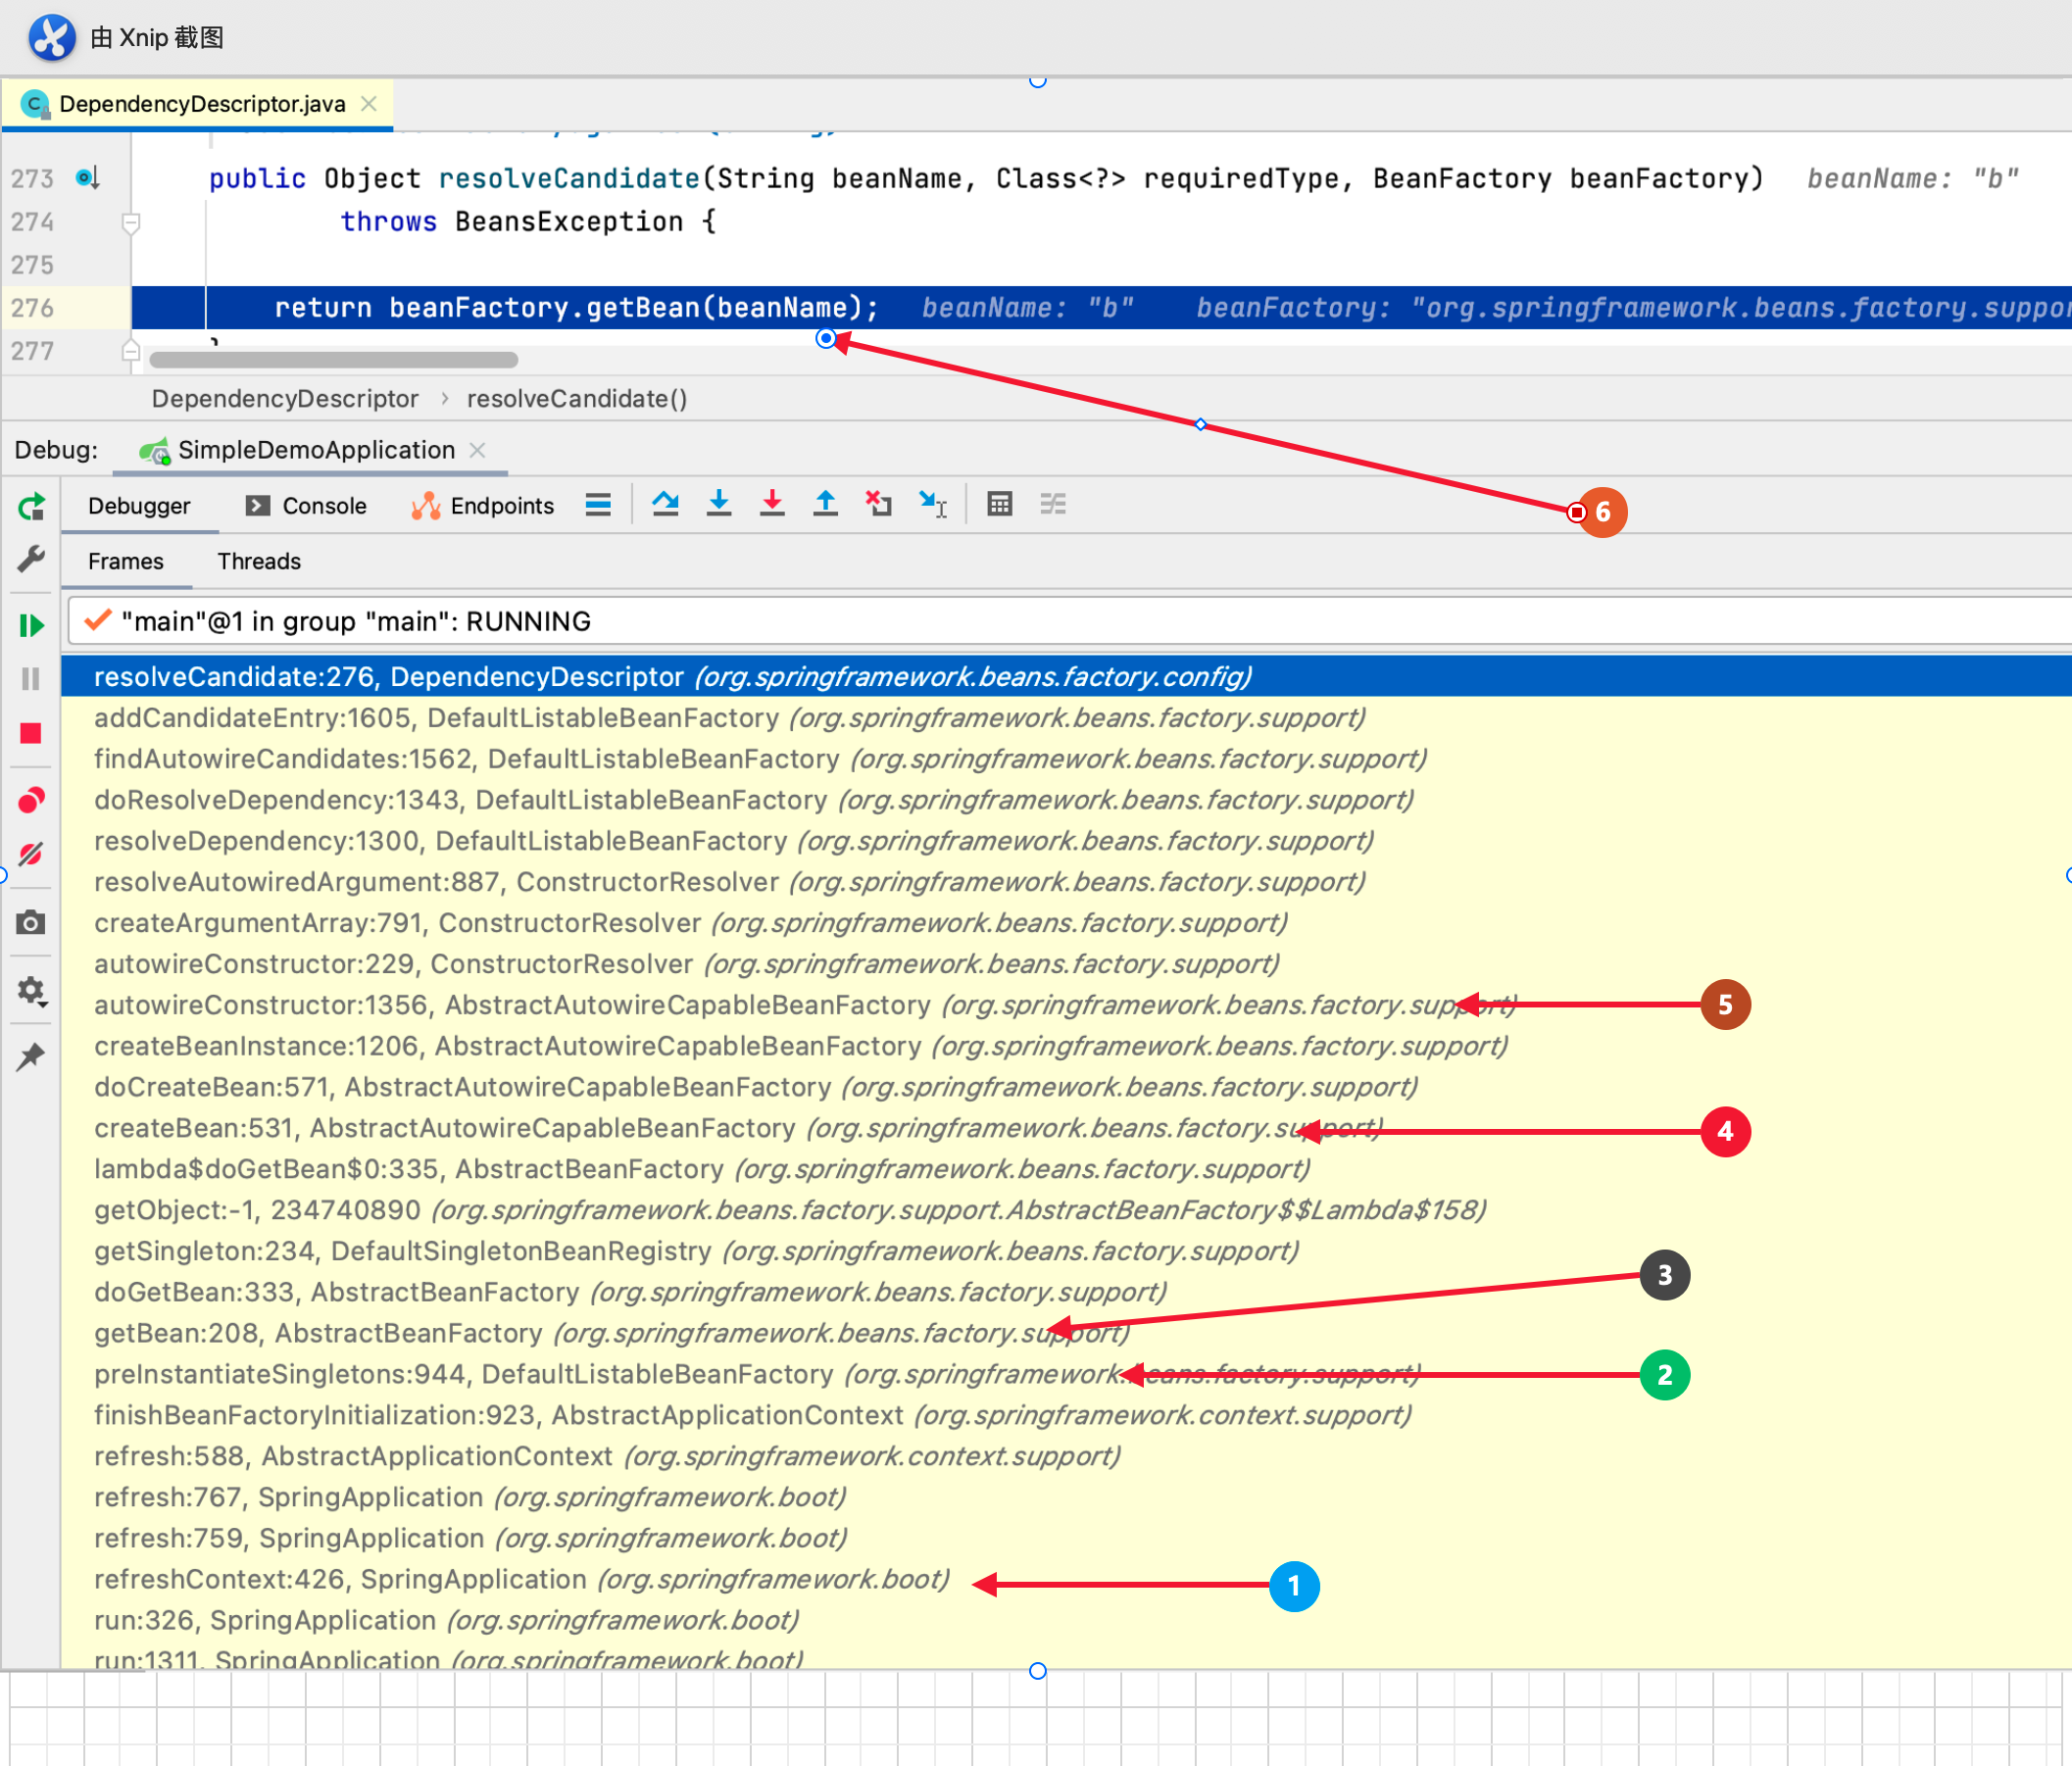 由 Xnip 截图
DependencyDescriptor.java
273 public Object resolveCandidate(String beanName, Class<?> requiredType, BeanFactory beanFactory) beanName: "b"
274 throws BeansException {
275
276 return beanFactory.getBean(beanName); beanName: "b" beanFactory: "org.springframework.beans.factory.suppor
277
DependencyDescriptor › resolveCandidate()
Debug: SimpleDemoApplication
Debugger Console Endpoints
6
Frames Threads
"main"@1 in group "main": RUNNING
resolveCandidate:276, DependencyDescriptor (org.springframework.beans.factory.config)
addCandidateEntry:1605, DefaultListableBeanFactory (org.springframework.beans.factory.support)
findAutowireCandidates:1562, DefaultListableBeanFactory (org.springframework.beans.factory.support)
doResolveDependency:1343, DefaultListableBeanFactory (org.springframework.beans.factory.support)
resolveDependency:1300, DefaultListableBeanFactory (org.springframework.beans.factory.support)
resolveAutowiredArgument:887, ConstructorResolver (org.springframework.beans.factory.support)
createArgumentArray:791, ConstructorResolver (org.springframework.beans.factory.support)
autowireConstructor:229, ConstructorResolver (org.springframework.beans.factory.support)
autowireConstructor:1356, AbstractAutowireCapableBeanFactory (org.springframework.beans.factory.support) 5
createBeanInstance:1206, AbstractAutowireCapableBeanFactory (org.springframework.beans.factory.support)
doCreateBean:571, AbstractAutowireCapableBeanFactory (org.springframework.beans.factory.support)
createBean:531, AbstractAutowireCapableBeanFactory (org.springframework.beans.factory.support) 4
lambda$doGetBean$0:335, AbstractBeanFactory (org.springframework.beans.factory.support)
getObject:-1, 234740890 (org.springframework.beans.factory.support.AbstractBeanFactory$$Lambda$158)
getSingleton:234, DefaultSingletonBeanRegistry (org.springframework.beans.factory.support)
3
doGetBean:333, AbstractBeanFactory (org.springframework.beans.factory.support)
getBean:208, AbstractBeanFactory (org.springframework.beans.factory.support)
preInstantiateSingletons:944, DefaultListableBeanFactory (org.springframework.beans.factory.support) 2
finishBeanFactoryInitialization:923, AbstractApplicationContext (org.springframework.context.support)
refresh:588, AbstractApplicationContext (org.springframework.context.support)
refresh:767, SpringApplication (org.springframework.boot)
refresh:759, SpringApplication (org.springframework.boot)
refreshContext:426, SpringApplication (org.springframework.boot) 1
run:326, SpringApplication (org.springframework.boot)
run:1311, SpringApplication (org.springframework.boot)